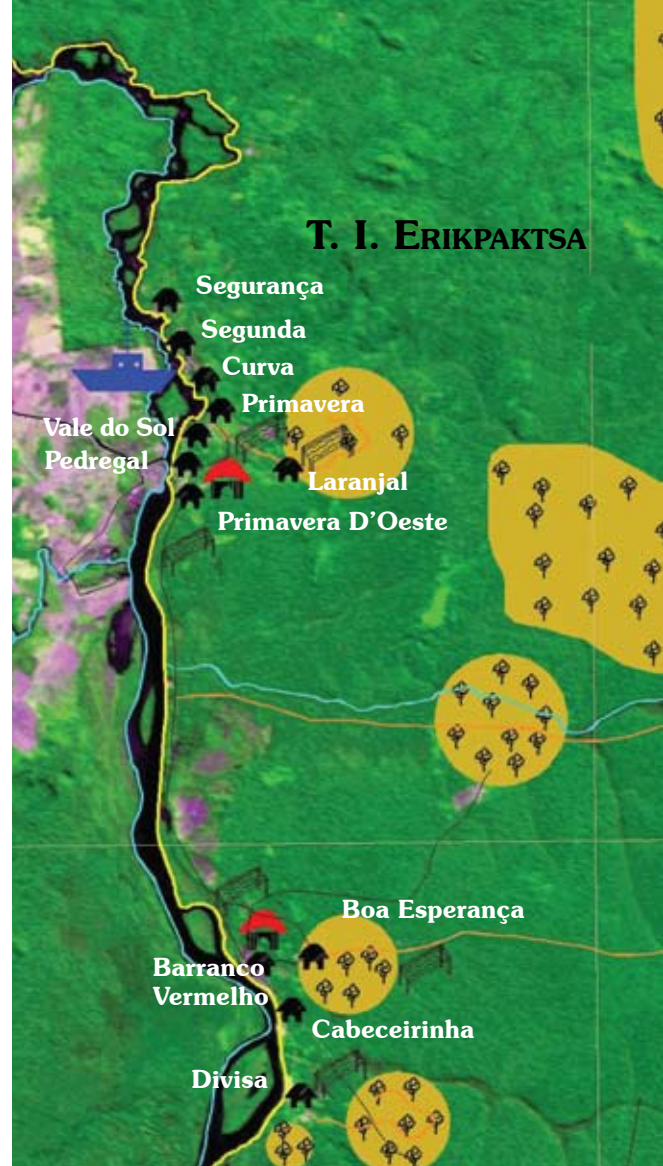 T. I. ERIKPAKTSA
Segurança
Segunda
Curva
Primavera
Vale do Sol
Pedregal
Laranjal
Primavera D'Oeste
Boa Esperança
Barranco
Vermelho
Cabeceirinha
Divisa